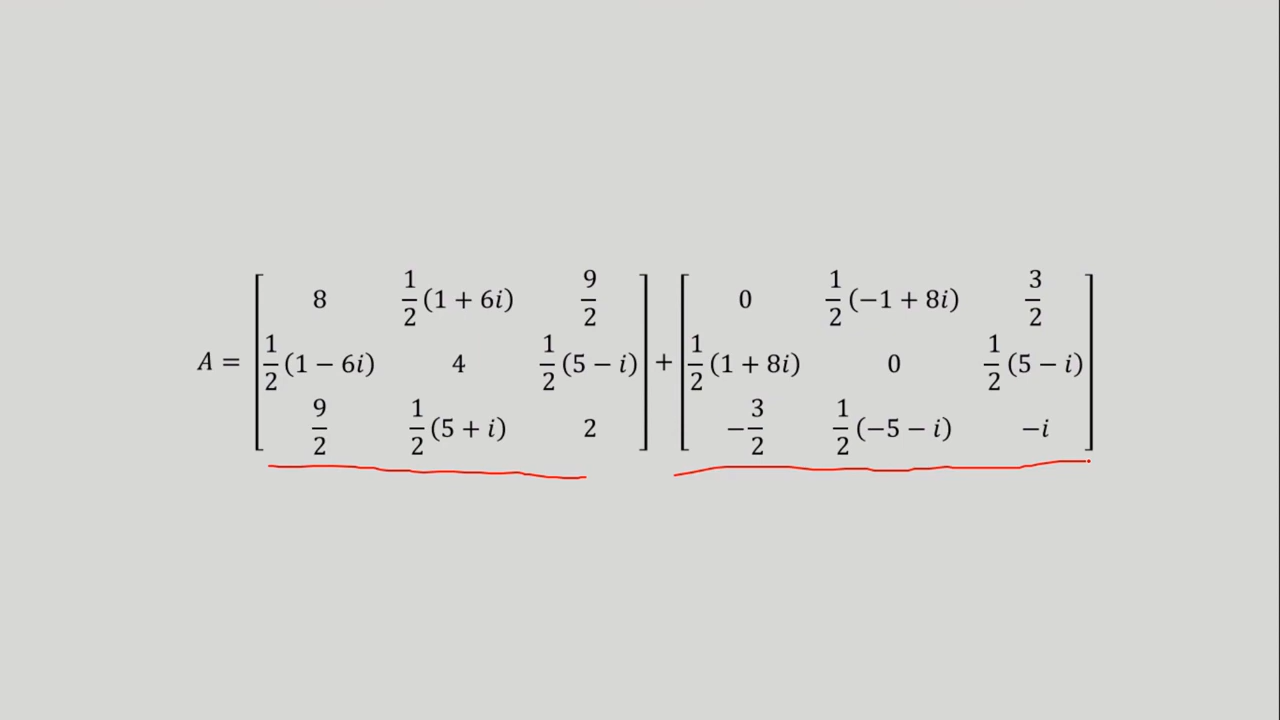 A = [ 8 1/2(1 + 6i) 9/2 ; 1/2(1 − 6i) 4 1/2(5 − i) ; 9/2 1/2(5 + i) 2 ] + [ 0 1/2(−1 + 8i) 3/2 ; 1/2(1 + 8i) 0 1/2(5 − i) ; −3/2 1/2(−5 − i) −i ]